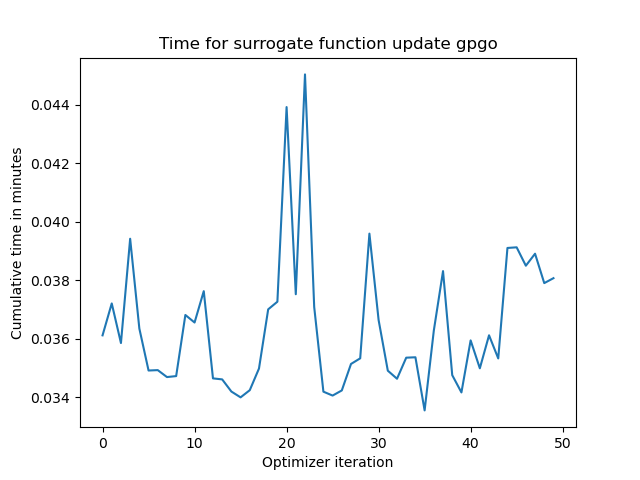 Time for surrogate function update gpgo
Cumulative time in minutes
0.044
0.042
0.040
0.038
0.036
0.034
0 10 20 30 40 50
Optimizer iteration